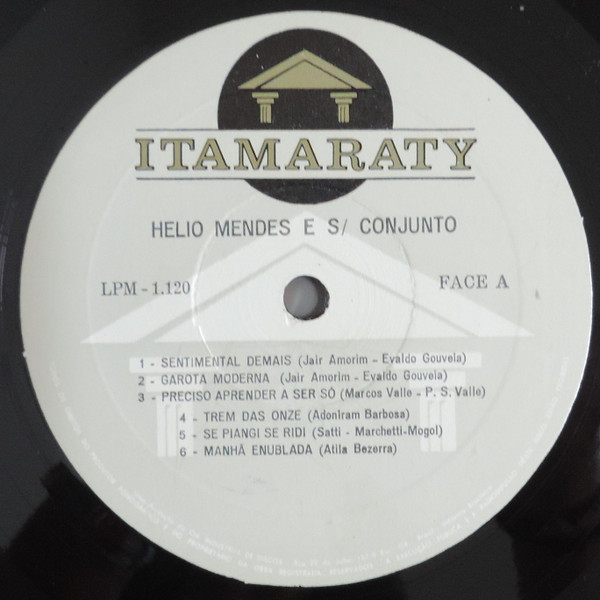 ITAMARATY
HELIO MENDES E S/ CONJUNTO
LPM - 1.120
FACE A
1 - SENTIMENTAL DEMAIS (Jair Amorim - Evaldo Gouveia)
2 - GAROTA MODERNA (Jair Amorim - Evaldo Gouvela)
3 - PRECISO APRENDER A SER SÓ (Marcos Valle - P. S. Valle)
4 - TREM DAS ONZE (Adoniram Barbosa)
5 - SE PIANGI SE RIDI (Satti - Marchetti-Mogol)
6 - MANHÃ ENUBLADA (Atila Bezerra)